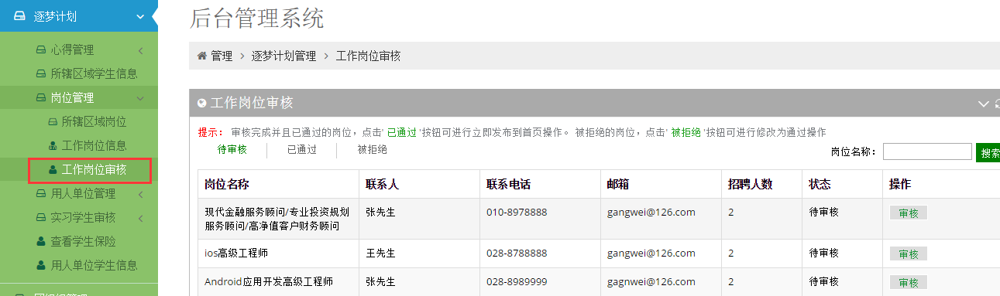 逐梦计划
心得管理
所辖区域学生信息
岗位管理
所辖区域岗位
工作岗位信息
工作岗位审核
用人单位管理
实习学生审核
查看学生保险
用人单位学生信息
后台管理系统
管理 > 逐梦计划管理 > 工作岗位审核
工作岗位审核
提示: 审核完成并且已通过的岗位，点击' 已通过 '按钮可进行立即发布到首页操作。 被拒绝的岗位，点击' 被拒绝 '按钮可进行修改为通过操作
待审核 已通过 被拒绝
岗位名称: 搜索
岗位名称 联系人 联系电话 邮箱 招聘人数 状态 操作
现代金融服务顾问/专业投资规划
服务顾问/高净值客户财务顾问 张先生 010-8978888 gangwei@126.com 2 待审核 审核
ios高级工程师 王先生 028-8788888 gangwei@126.com 2 待审核 审核
Android应用开发高级工程师 张先生 028-8989999 gagnwei@126.com 2 待审核 审核